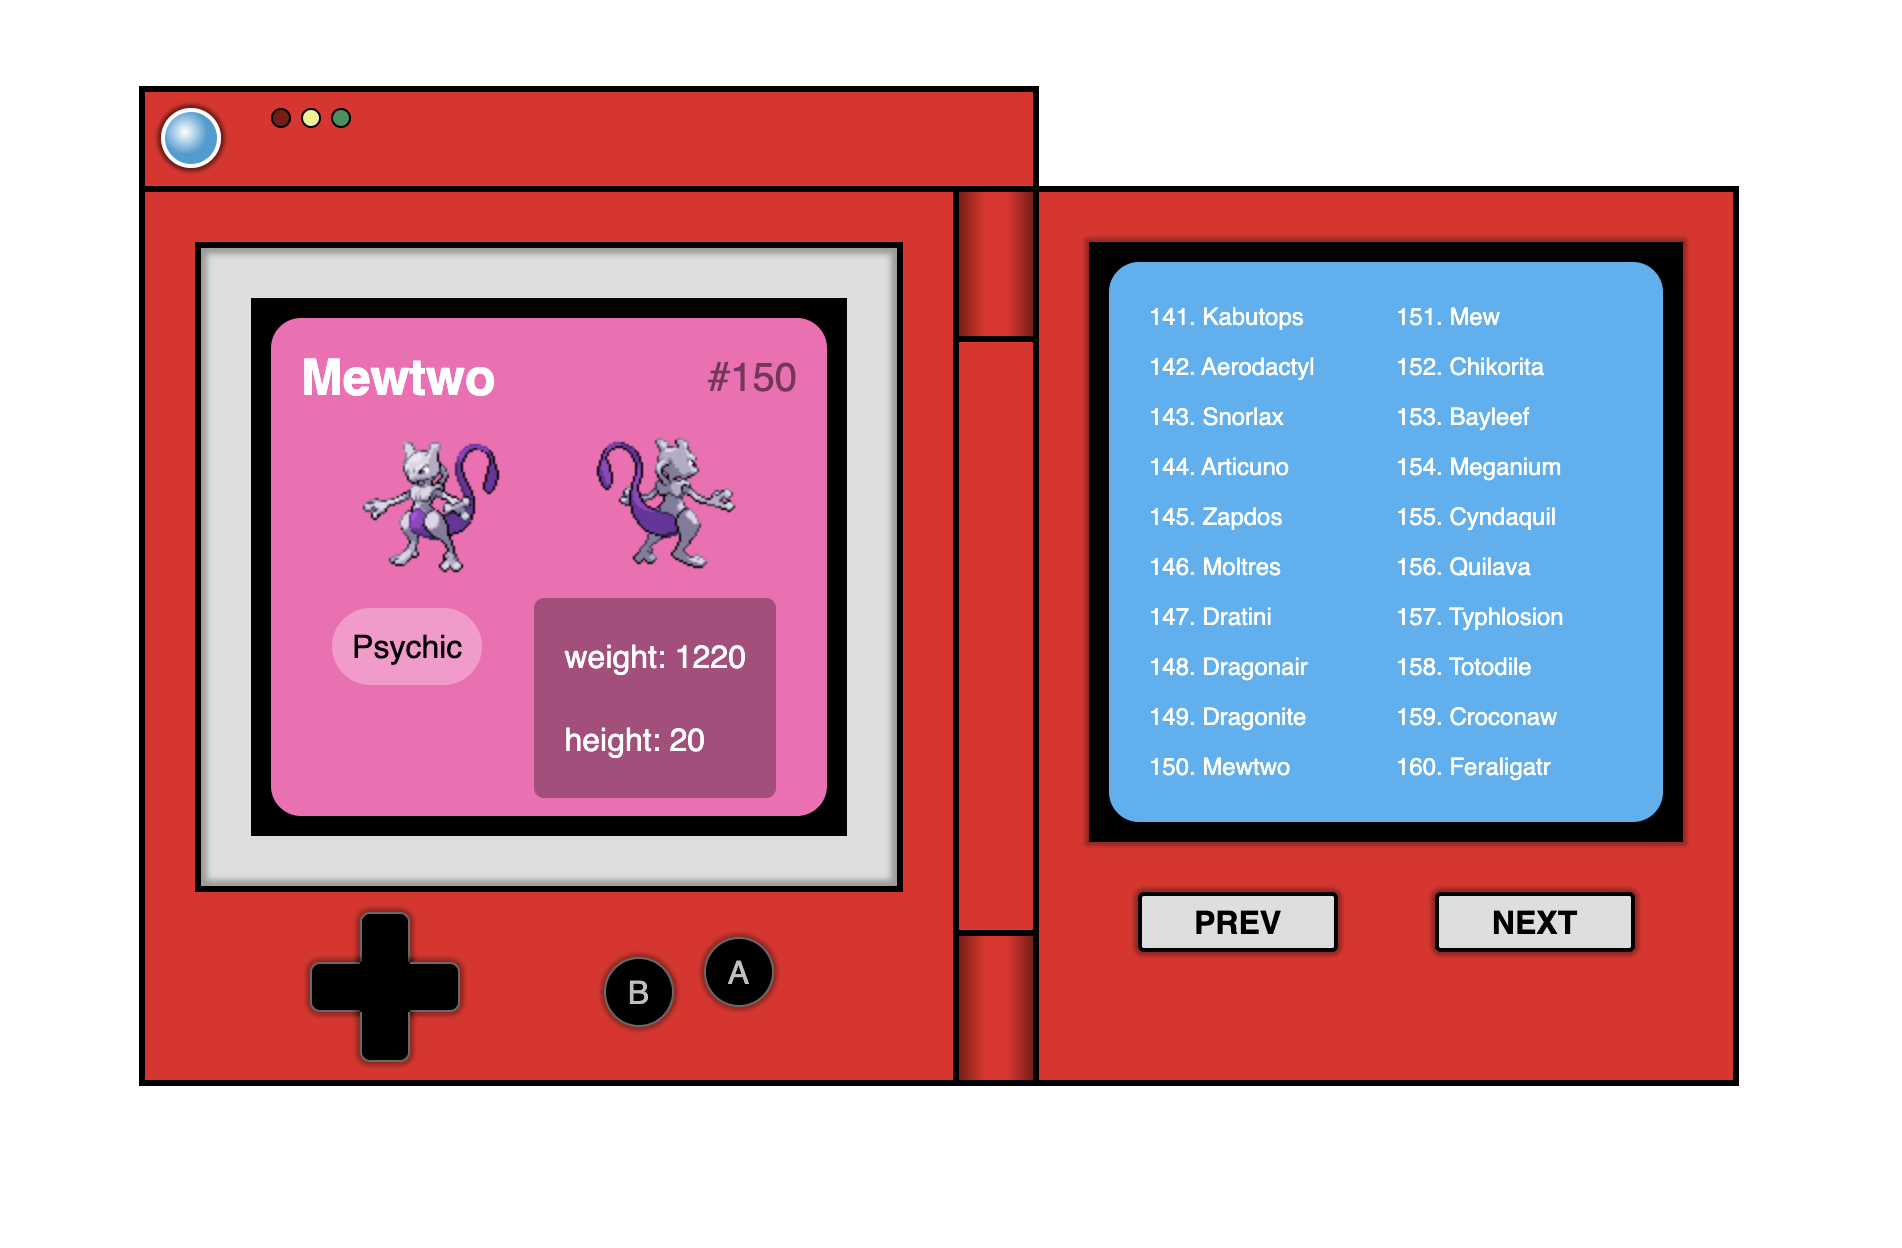 Mewtwo #150
Psychic
weight: 1220
height: 20
B A
141. Kabutops
142. Aerodactyl
143. Snorlax
144. Articuno
145. Zapdos
146. Moltres
147. Dratini
148. Dragonair
149. Dragonite
150. Mewtwo
151. Mew
152. Chikorita
153. Bayleef
154. Meganium
155. Cyndaquil
156. Quilava
157. Typhlosion
158. Totodile
159. Croconaw
160. Feraligatr
PREV NEXT